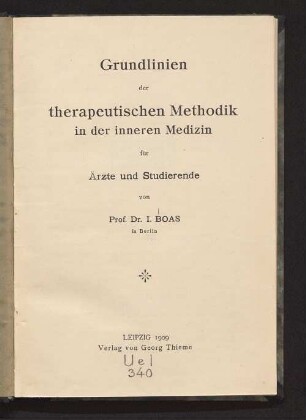 Grundlinien
der
therapeutischen Methodik
in der inneren Medizin
für
Ärzte und Studierende
von
Prof. Dr. I. BOAS
in Berlin
LEIPZIG 1909
Verlag von Georg Thieme
Uel
340